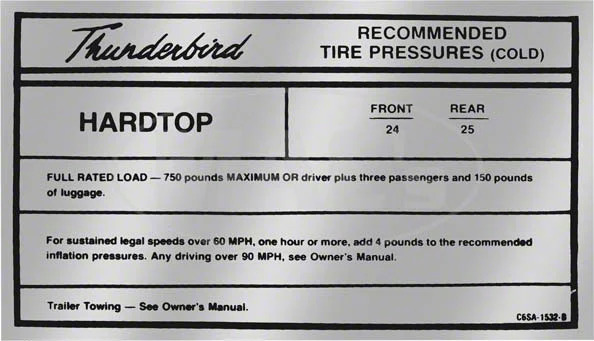 Thunderbird
RECOMMENDED
TIRE PRESSURES (COLD)
HARDTOP
FRONT REAR
24 25
FULL RATED LOAD — 750 pounds MAXIMUM OR driver plus three passengers and 150 pounds
of luggage.
For sustained legal speeds over 60 MPH, one hour or more, add 4 pounds to the recommended
inflation pressures. Any driving over 90 MPH, see Owner's Manual.
Trailer Towing — See Owner's Manual.
C6SA-1532-B